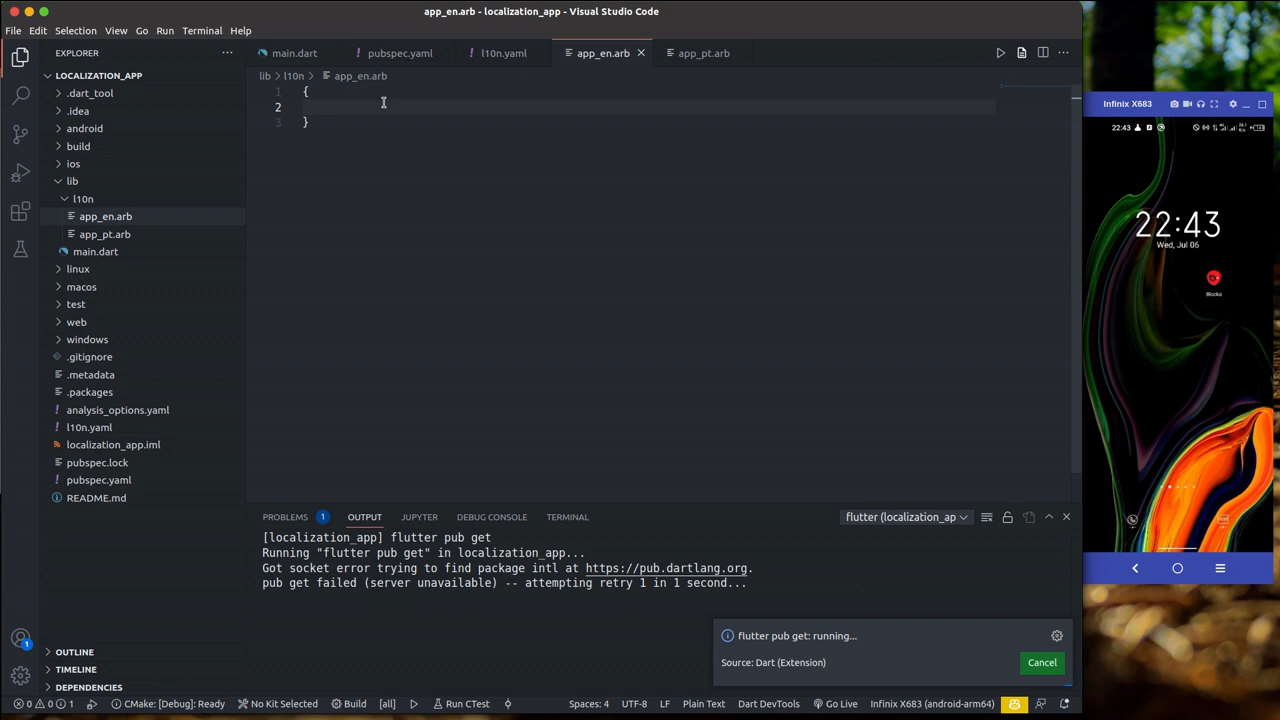 app_en.arb - localization_app - Visual Studio Code
File Edit Selection View Go Run Terminal Help
EXPLORER
LOCALIZATION_APP
.dart_tool
.idea
android
build
ios
lib
l10n
app_en.arb
app_pt.arb
main.dart
linux
macos
test
web
windows
.gitignore
.metadata
.packages
analysis_options.yaml
l10n.yaml
localization_app.iml
pubspec.lock
pubspec.yaml
README.md
OUTLINE
TIMELINE
DEPENDENCIES
main.dart
! pubspec.yaml
! l10n.yaml
app_en.arb
app_pt.arb
lib > l10n > app_en.arb
1 {
2
3 }
PROBLEMS 1 OUTPUT JUPYTER DEBUG CONSOLE TERMINAL
flutter (localization_ap
[localization_app] flutter pub get
Running "flutter pub get" in localization_app...
Got socket error trying to find package intl at https://pub.dartlang.org.
pub get failed (server unavailable) -- attempting retry 1 in 1 second...
flutter pub get: running...
Source: Dart (Extension)
Cancel
1
0 0 1 CMake: [Debug]: Ready No Kit Selected Build [all] Run CTest Spaces: 4 UTF-8 LF Plain Text Dart DevTools Go Live Infinix X683 (android-arm64)
Infinix X683
22:43
22:43
Wed, Jul 06
Blocks